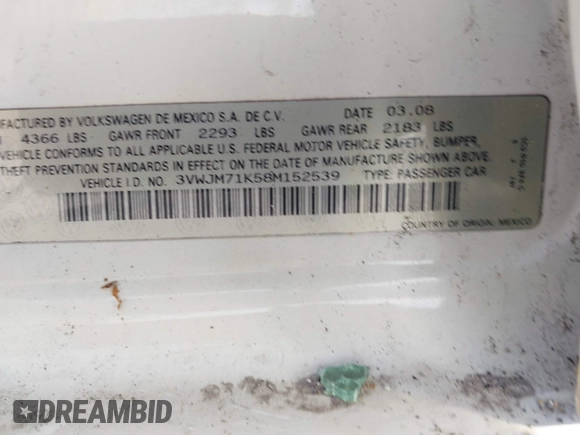 FACTURED BY VOLKSWAGEN DE MEXICO S.A. DE C.V. DATE 03.08
4366 LBS GAWR FRONT 2293 LBS GAWR REAR 2183 LBS
VEHICLE CONFORMS TO ALL APPLICABLE U.S. FEDERAL MOTOR VEHICLE SAFETY, BUMPER,
THEFT PREVENTION STANDARDS IN EFFECT ON THE DATE OF MANUFACTURE SHOWN ABOVE.
VEHICLE I.D. NO. 3VWJM71K58M152539 TYPE: PASSENGER CAR
COUNTRY OF ORIGIN: MEXICO
DREAMBID